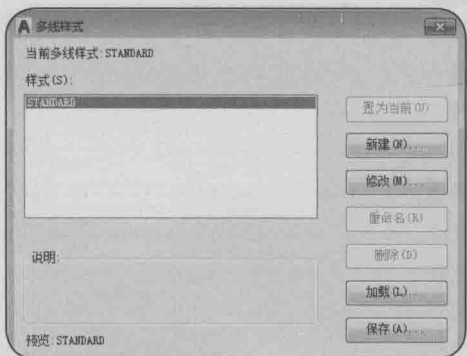 多线样式
当前多线样式:STANDARD
样式(S):
STANDARD
置为当前(U)
新建(N)...
修改(M)...
重命名(R)
说明:
删除(D)
加载(L)...
保存(A)...
预览:STANDARD